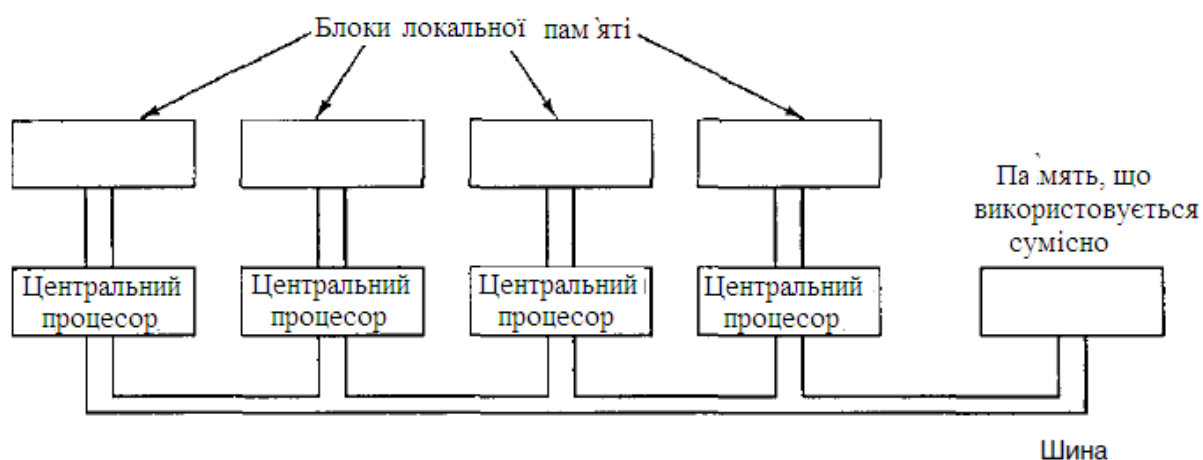 Блоки локальної пам`яті
Па`мять, що
використовується
сумісно
Центральний
процесор
Центральний
процесор
Центральний
процесор
Центральний
процесор
Шина